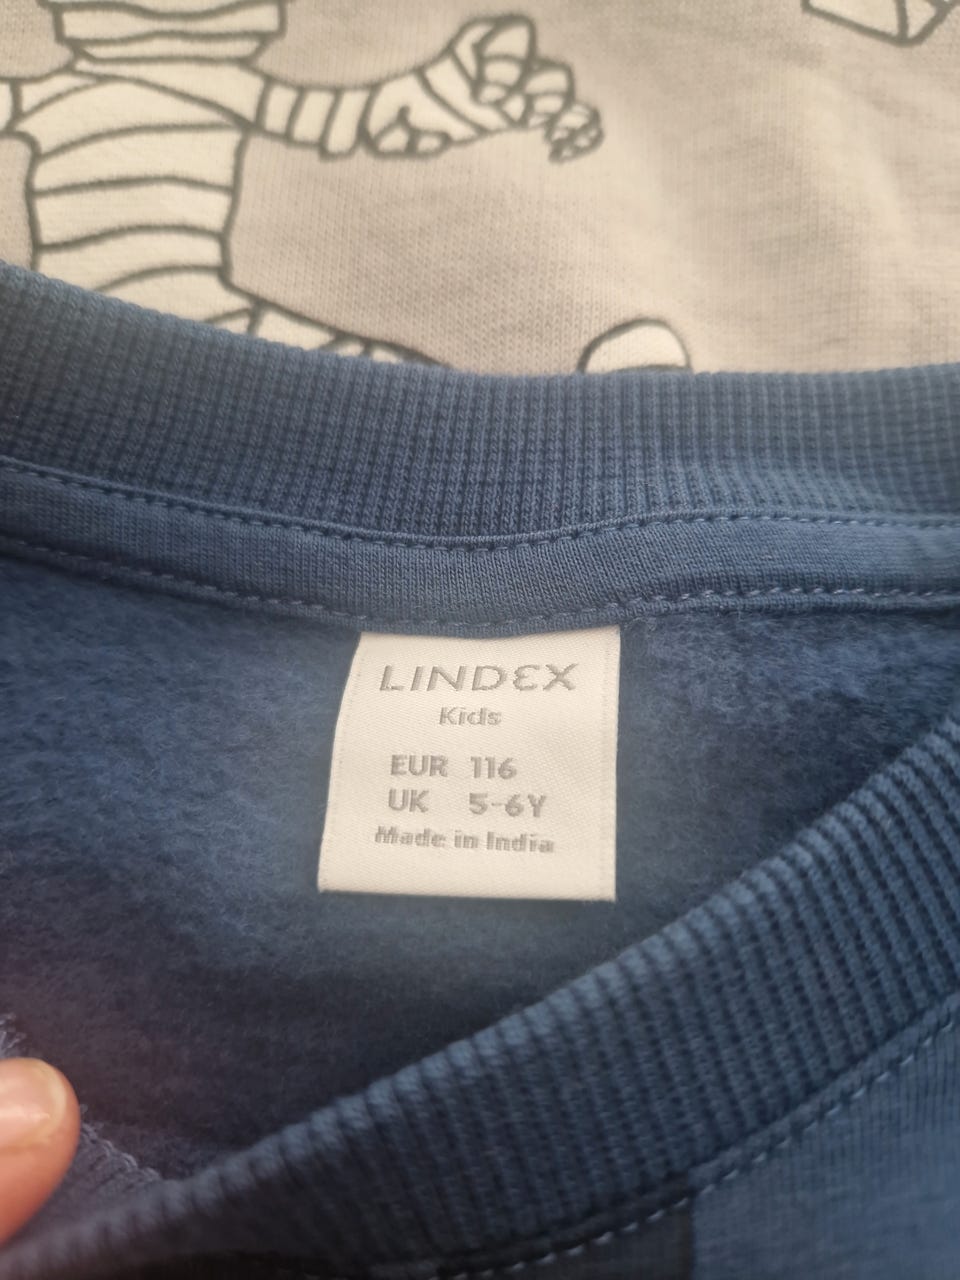 LINDEX
Kids
EUR 116
UK 5-6Y
Made in India